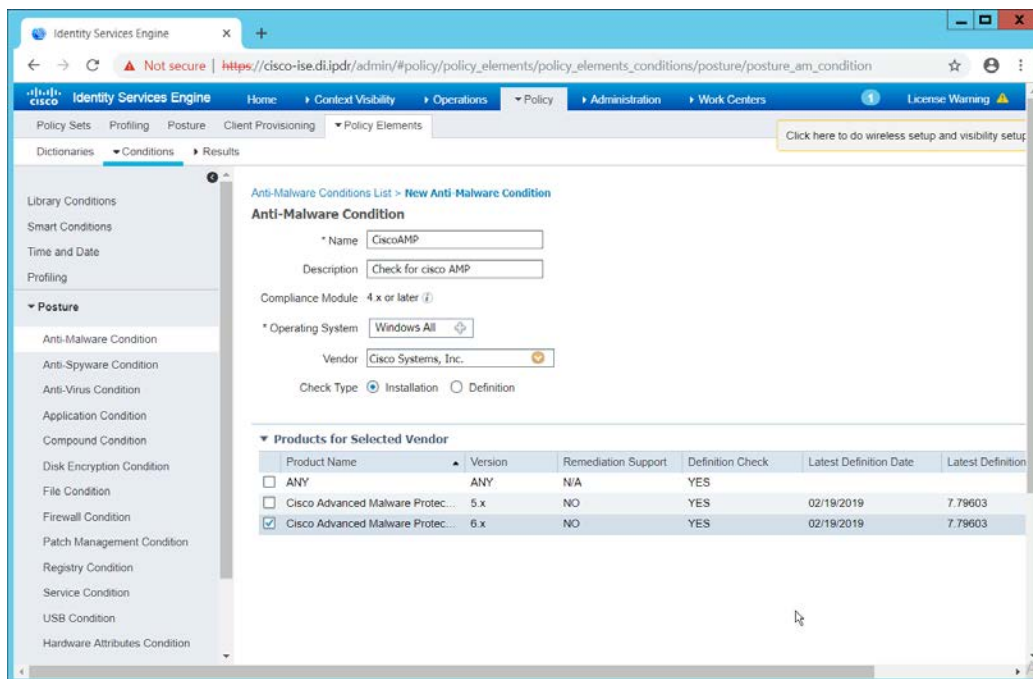 Identity Services Engine
Not secure | https://cisco-ise.di.ipdr/admin/#policy/policy_elements/policy_elements_conditions/posture/posture_am_condition
CISCO Identity Services Engine Home Context Visibility Operations Policy Administration Work Centers 1 License Warning
Policy Sets Profiling Posture Client Provisioning Policy Elements
Click here to do wireless setup and visibility setup
Dictionaries Conditions Results
Library Conditions
Smart Conditions
Time and Date
Profiling
Posture
Anti-Malware Condition
Anti-Spyware Condition
Anti-Virus Condition
Application Condition
Compound Condition
Disk Encryption Condition
File Condition
Firewall Condition
Patch Management Condition
Registry Condition
Service Condition
USB Condition
Hardware Attributes Condition
Anti-Malware Conditions List > New Anti-Malware Condition
Anti-Malware Condition
* Name CiscoAMP
Description Check for cisco AMP
Compliance Module 4.x or later
* Operating System Windows All
Vendor Cisco Systems, Inc.
Check Type Installation Definition
Products for Selected Vendor
Product Name Version Remediation Support Definition Check Latest Definition Date Latest Definition
ANY ANY N/A YES
Cisco Advanced Malware Protec... 5.x NO YES 02/19/2019 7.79603
Cisco Advanced Malware Protec... 6.x NO YES 02/19/2019 7.79603